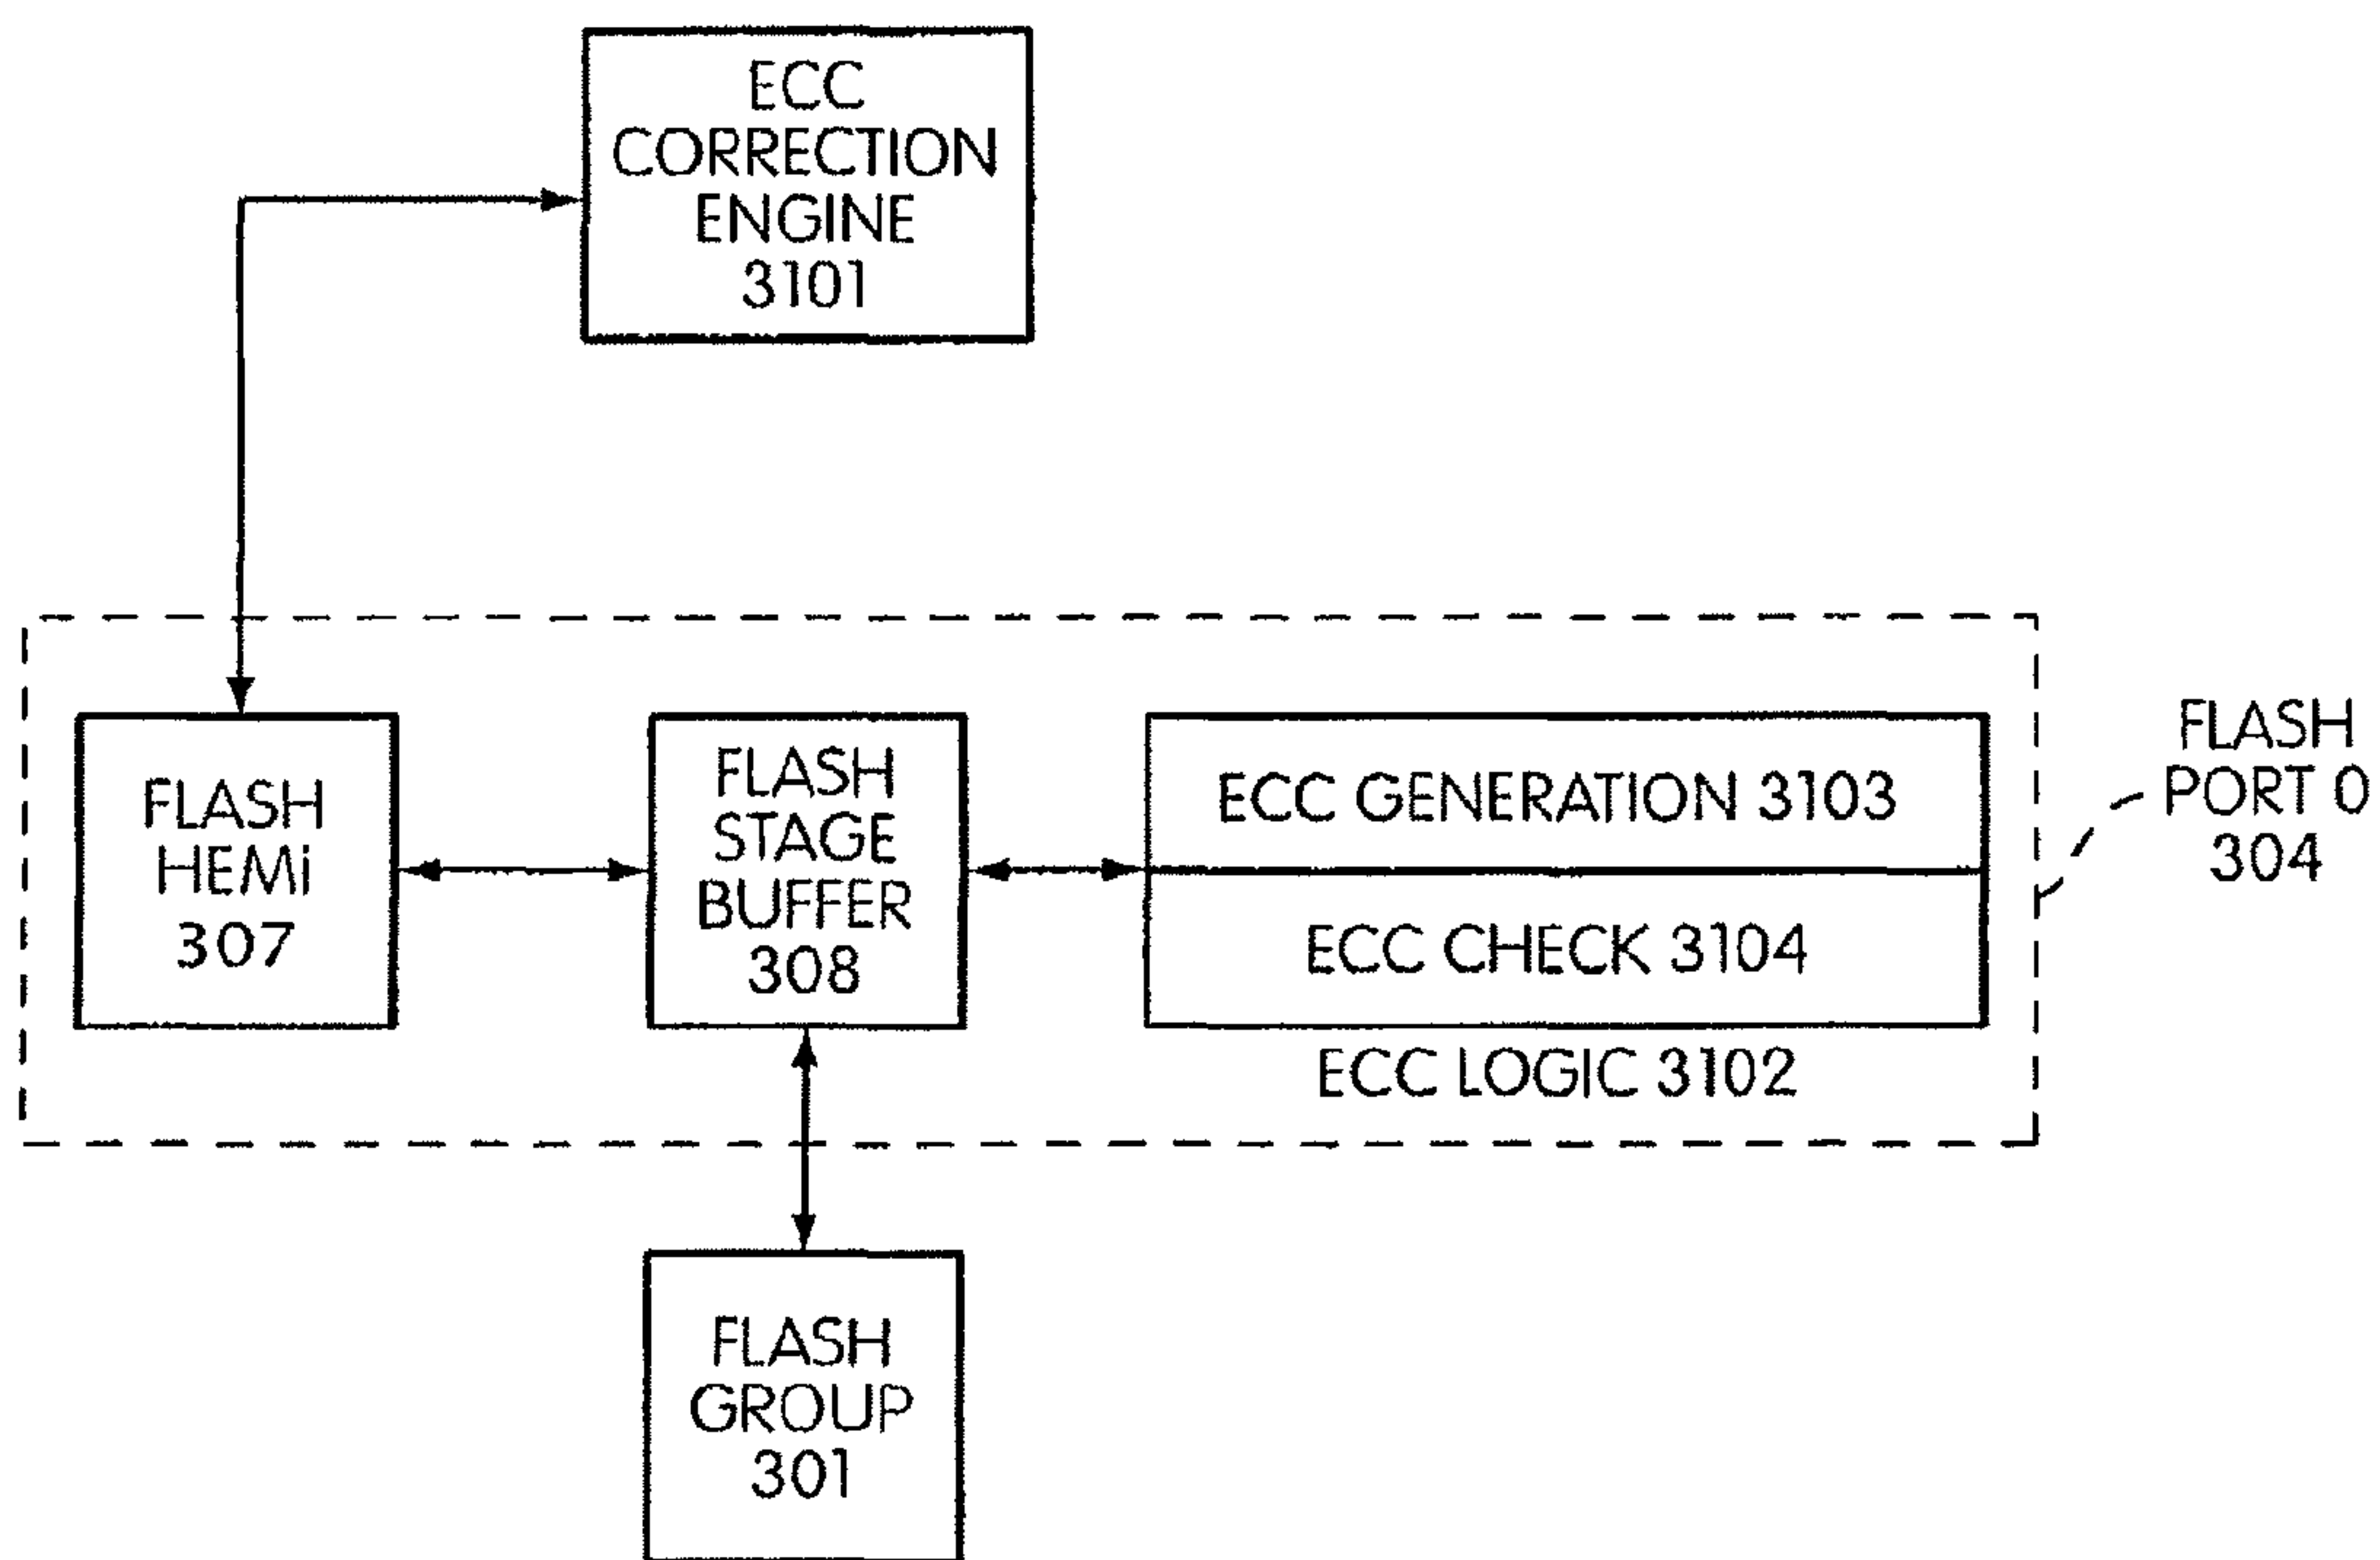 ECC
CORRECTION
ENGINE
3101
FLASH
HEMi
307
FLASH
STAGE
BUFFER
308
ECC GENERATION 3103
ECC CHECK 3104
ECC LOGIC 3102
FLASH
PORT 0
304
FLASH
GROUP
301